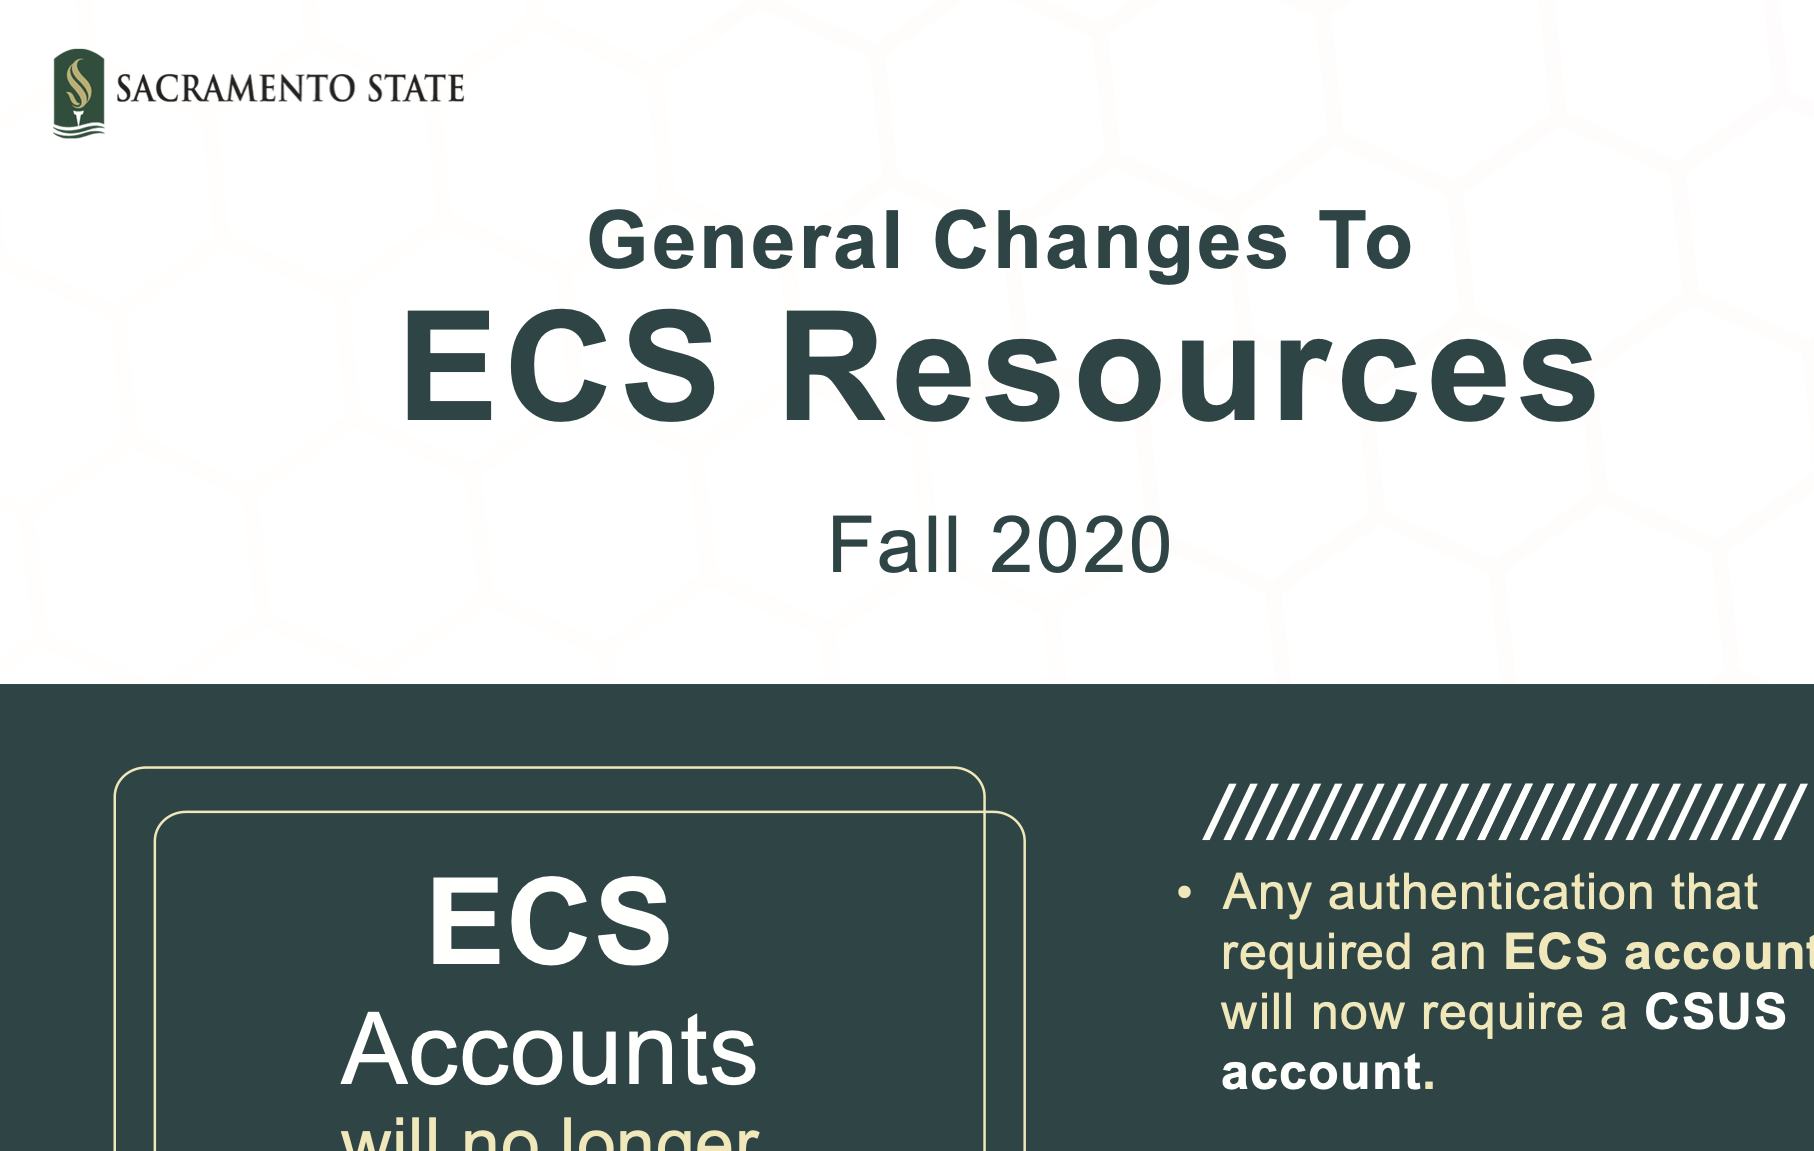 SACRAMENTO STATE
General Changes To
ECS Resources
Fall 2020
ECS
Accounts
will no longer
• Any authentication that
required an ECS account
will now require a CSUS
account.